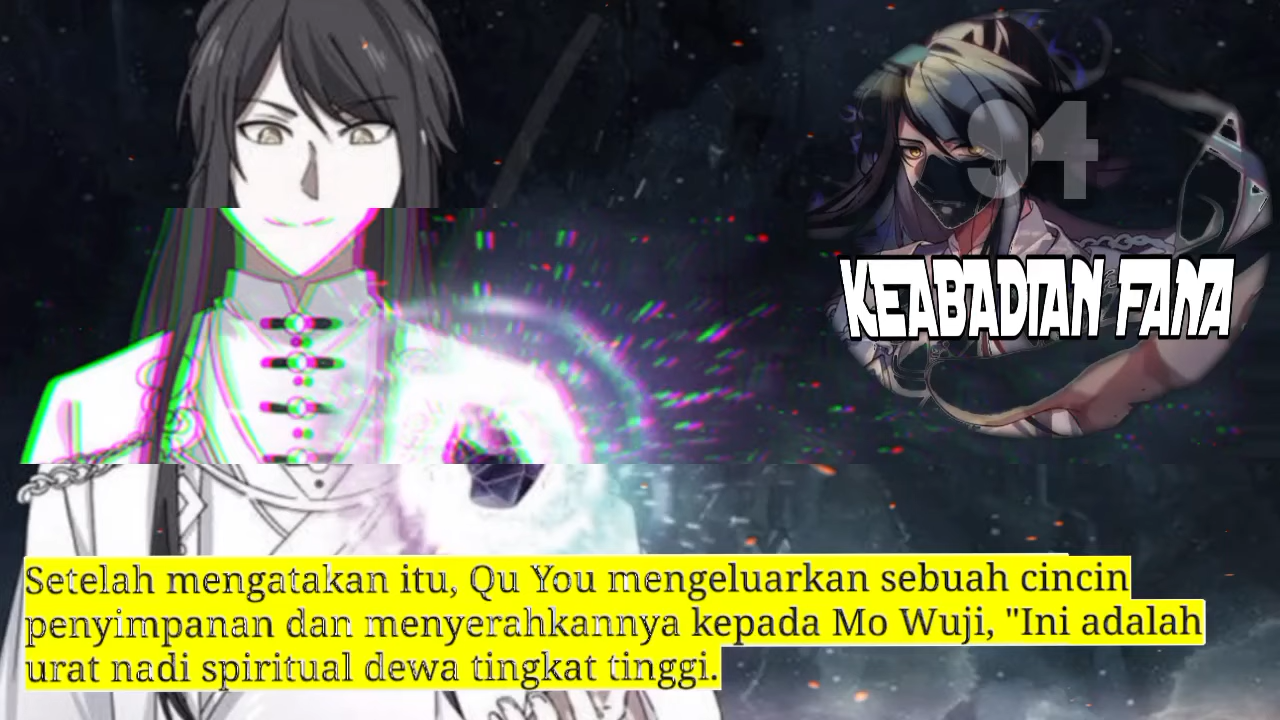 94
KEABADIAN FANA
Setelah mengatakan itu, Qu You mengeluarkan sebuah cincin
penyimpanan dan menyerahkannya kepada Mo Wuji, "Ini adalah
urat nadi spiritual dewa tingkat tinggi.